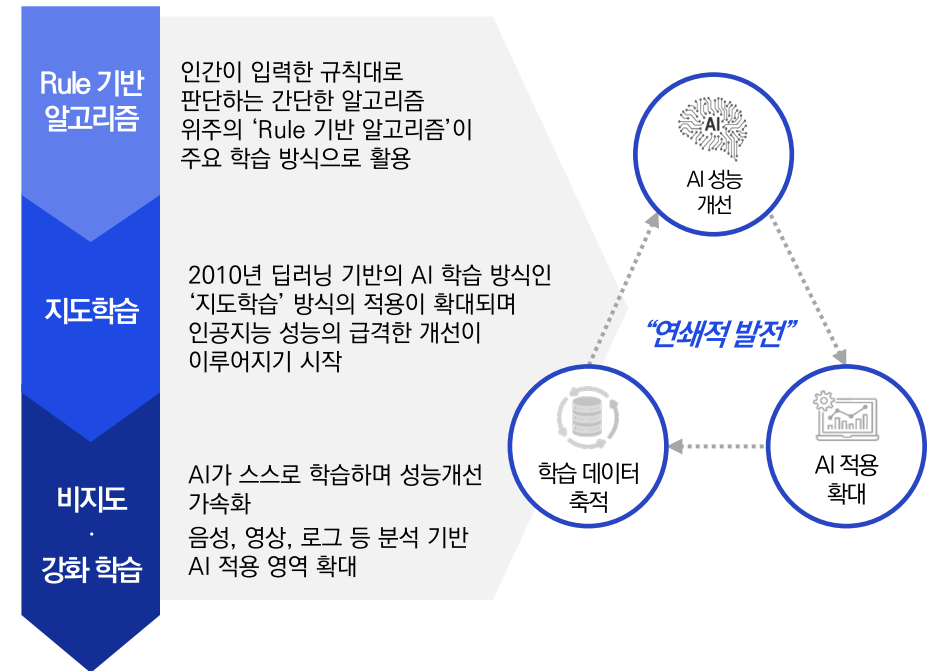 Rule 기반
알고리즘
인간이 입력한 규칙대로
판단하는 간단한 알고리즘
위주의 ‘Rule 기반 알고리즘’이
주요 학습 방식으로 활용
지도학습
2010년 딥러닝 기반의 AI 학습 방식인
‘지도학습’ 방식의 적용이 확대되며
인공지능 성능의 급격한 개선이
이루어지기 시작
비지도
·
강화 학습
AI가 스스로 학습하며 성능개선
가속화
음성, 영상, 로그 등 분석 기반
AI 적용 영역 확대
AI
AI 성능
개선
“연쇄적 발전”
학습 데이터
축적
AI 적용
확대